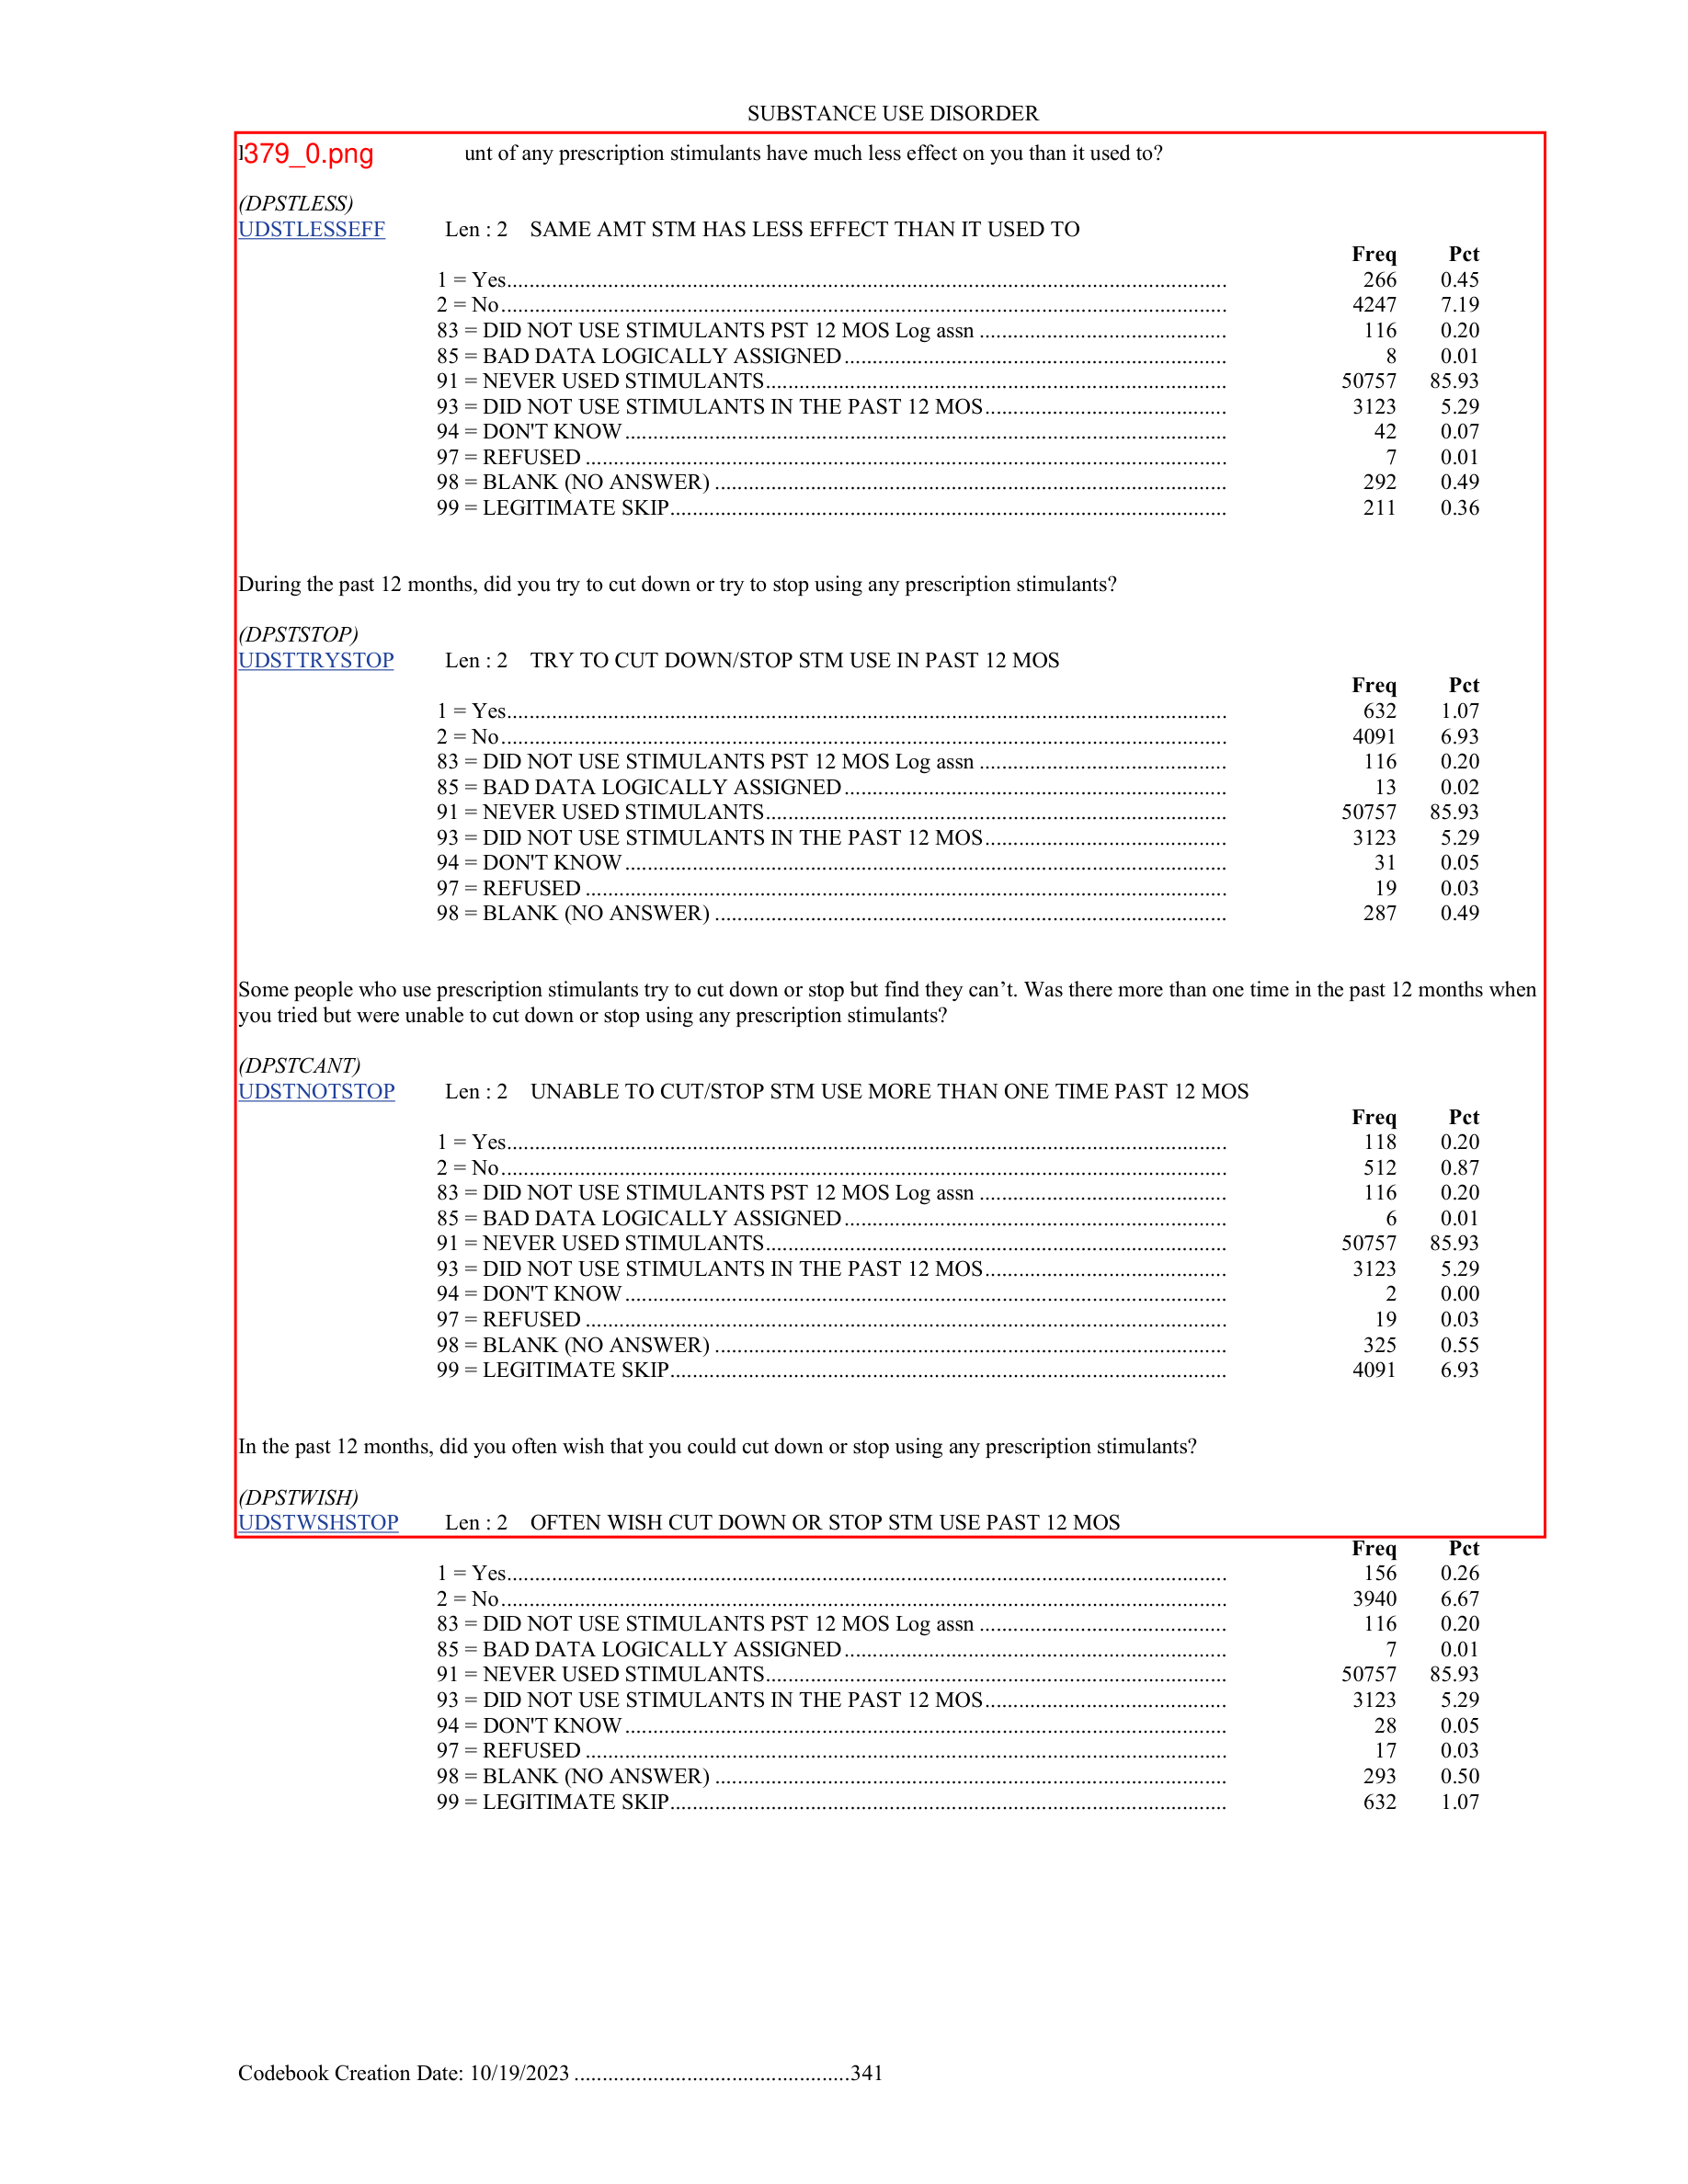 SUBSTANCE USE DISORDER
379_0.png unt of any prescription stimulants have much less effect on you than it used to?
(DPSTLESS)
UDSTLESSEFF Len : 2 SAME AMT STM HAS LESS EFFECT THAN IT USED TO
Freq Pct
1 = Yes 266 0.45
2 = No 4247 7.19
83 = DID NOT USE STIMULANTS PST 12 MOS Log assn 116 0.20
85 = BAD DATA LOGICALLY ASSIGNED 8 0.01
91 = NEVER USED STIMULANTS 50757 85.93
93 = DID NOT USE STIMULANTS IN THE PAST 12 MOS 3123 5.29
94 = DON'T KNOW 42 0.07
97 = REFUSED 7 0.01
98 = BLANK (NO ANSWER) 292 0.49
99 = LEGITIMATE SKIP 211 0.36
During the past 12 months, did you try to cut down or try to stop using any prescription stimulants?
(DPSTSTOP)
UDSTTRYSTOP Len : 2 TRY TO CUT DOWN/STOP STM USE IN PAST 12 MOS
Freq Pct
1 = Yes 632 1.07
2 = No 4091 6.93
83 = DID NOT USE STIMULANTS PST 12 MOS Log assn 116 0.20
85 = BAD DATA LOGICALLY ASSIGNED 13 0.02
91 = NEVER USED STIMULANTS 50757 85.93
93 = DID NOT USE STIMULANTS IN THE PAST 12 MOS 3123 5.29
94 = DON'T KNOW 31 0.05
97 = REFUSED 19 0.03
98 = BLANK (NO ANSWER) 287 0.49
Some people who use prescription stimulants try to cut down or stop but find they can’t. Was there more than one time in the past 12 months when
you tried but were unable to cut down or stop using any prescription stimulants?
(DPSTCANT)
UDSTNOTSTOP Len : 2 UNABLE TO CUT/STOP STM USE MORE THAN ONE TIME PAST 12 MOS
Freq Pct
1 = Yes 118 0.20
2 = No 512 0.87
83 = DID NOT USE STIMULANTS PST 12 MOS Log assn 116 0.20
85 = BAD DATA LOGICALLY ASSIGNED 6 0.01
91 = NEVER USED STIMULANTS 50757 85.93
93 = DID NOT USE STIMULANTS IN THE PAST 12 MOS 3123 5.29
94 = DON'T KNOW 2 0.00
97 = REFUSED 19 0.03
98 = BLANK (NO ANSWER) 325 0.55
99 = LEGITIMATE SKIP 4091 6.93
In the past 12 months, did you often wish that you could cut down or stop using any prescription stimulants?
(DPSTWISH)
UDSTWSHSTOP Len : 2 OFTEN WISH CUT DOWN OR STOP STM USE PAST 12 MOS
Freq Pct
1 = Yes 156 0.26
2 = No 3940 6.67
83 = DID NOT USE STIMULANTS PST 12 MOS Log assn 116 0.20
85 = BAD DATA LOGICALLY ASSIGNED 7 0.01
91 = NEVER USED STIMULANTS 50757 85.93
93 = DID NOT USE STIMULANTS IN THE PAST 12 MOS 3123 5.29
94 = DON'T KNOW 28 0.05
97 = REFUSED 17 0.03
98 = BLANK (NO ANSWER) 293 0.50
99 = LEGITIMATE SKIP 632 1.07
Codebook Creation Date: 10/19/2023 341